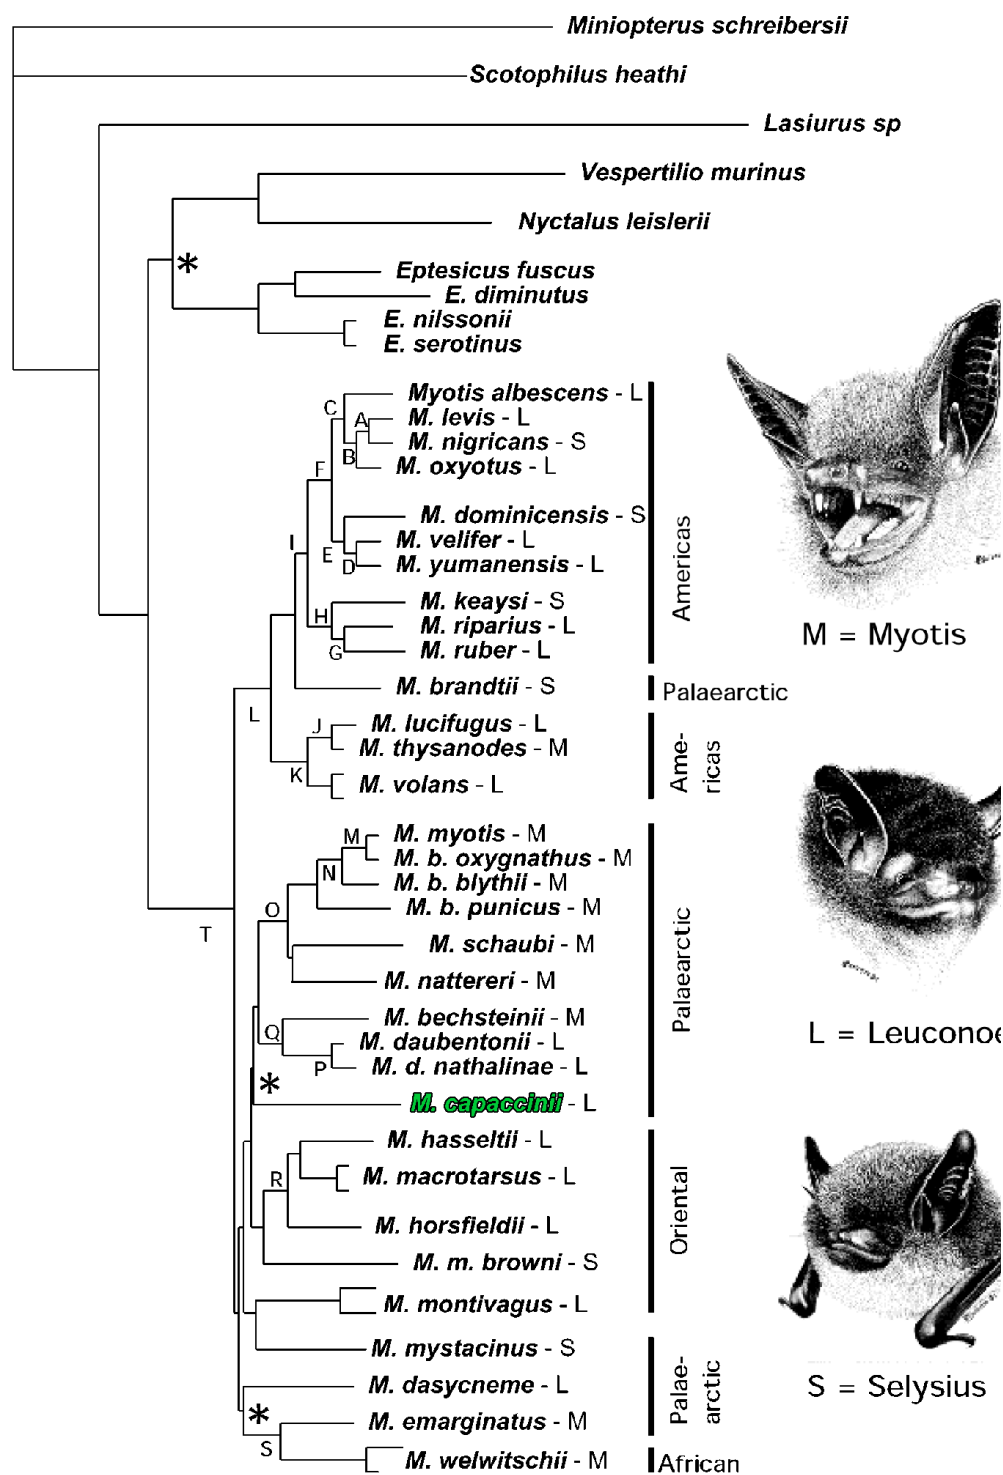 Miniopterus schreibersii
Scotophilus heathi
Lasiurus sp
Vespertilio murinus
Nyctalus leislerii
*
Eptesicus fuscus
E. diminutus
E. nilssonii
E. serotinus
Myotis albescens - L
C
A
M. levis - L
M. nigricans - S
B
M. oxyotus - L
F
M. dominicensis - S
M. velifer - L
I
E
D
M. yumanensis - L
Americas
M. keaysi - S
H
M. riparius - L
G
M. ruber - L
M = Myotis
M. brandtii - S
Palaearctic
L
J
M. lucifugus - L
M. thysanodes - M
K
M. volans - L
Ame-
ricas
M
M. myotis - M
M. b. oxygnathus - M
N
M. b. blythii - M
O
M. b. punicus - M
T
M. schaubi - M
M. nattereri - M
Palaearctic
M. bechsteinii - M
Q
M. daubentonii - L
P
M. d. nathalinae - L
L = Leuconoe
*
M. capaccinii - L
M. hasseltii - L
R
M. macrotarsus - L
Oriental
M. horsfieldii - L
M. m. browni - S
M. montivagus - L
M. mystacinus - S
M. dasycneme - L
Palae-
arctic
S = Selysius
*
M. emarginatus - M
S
M. welwitschii - M
African